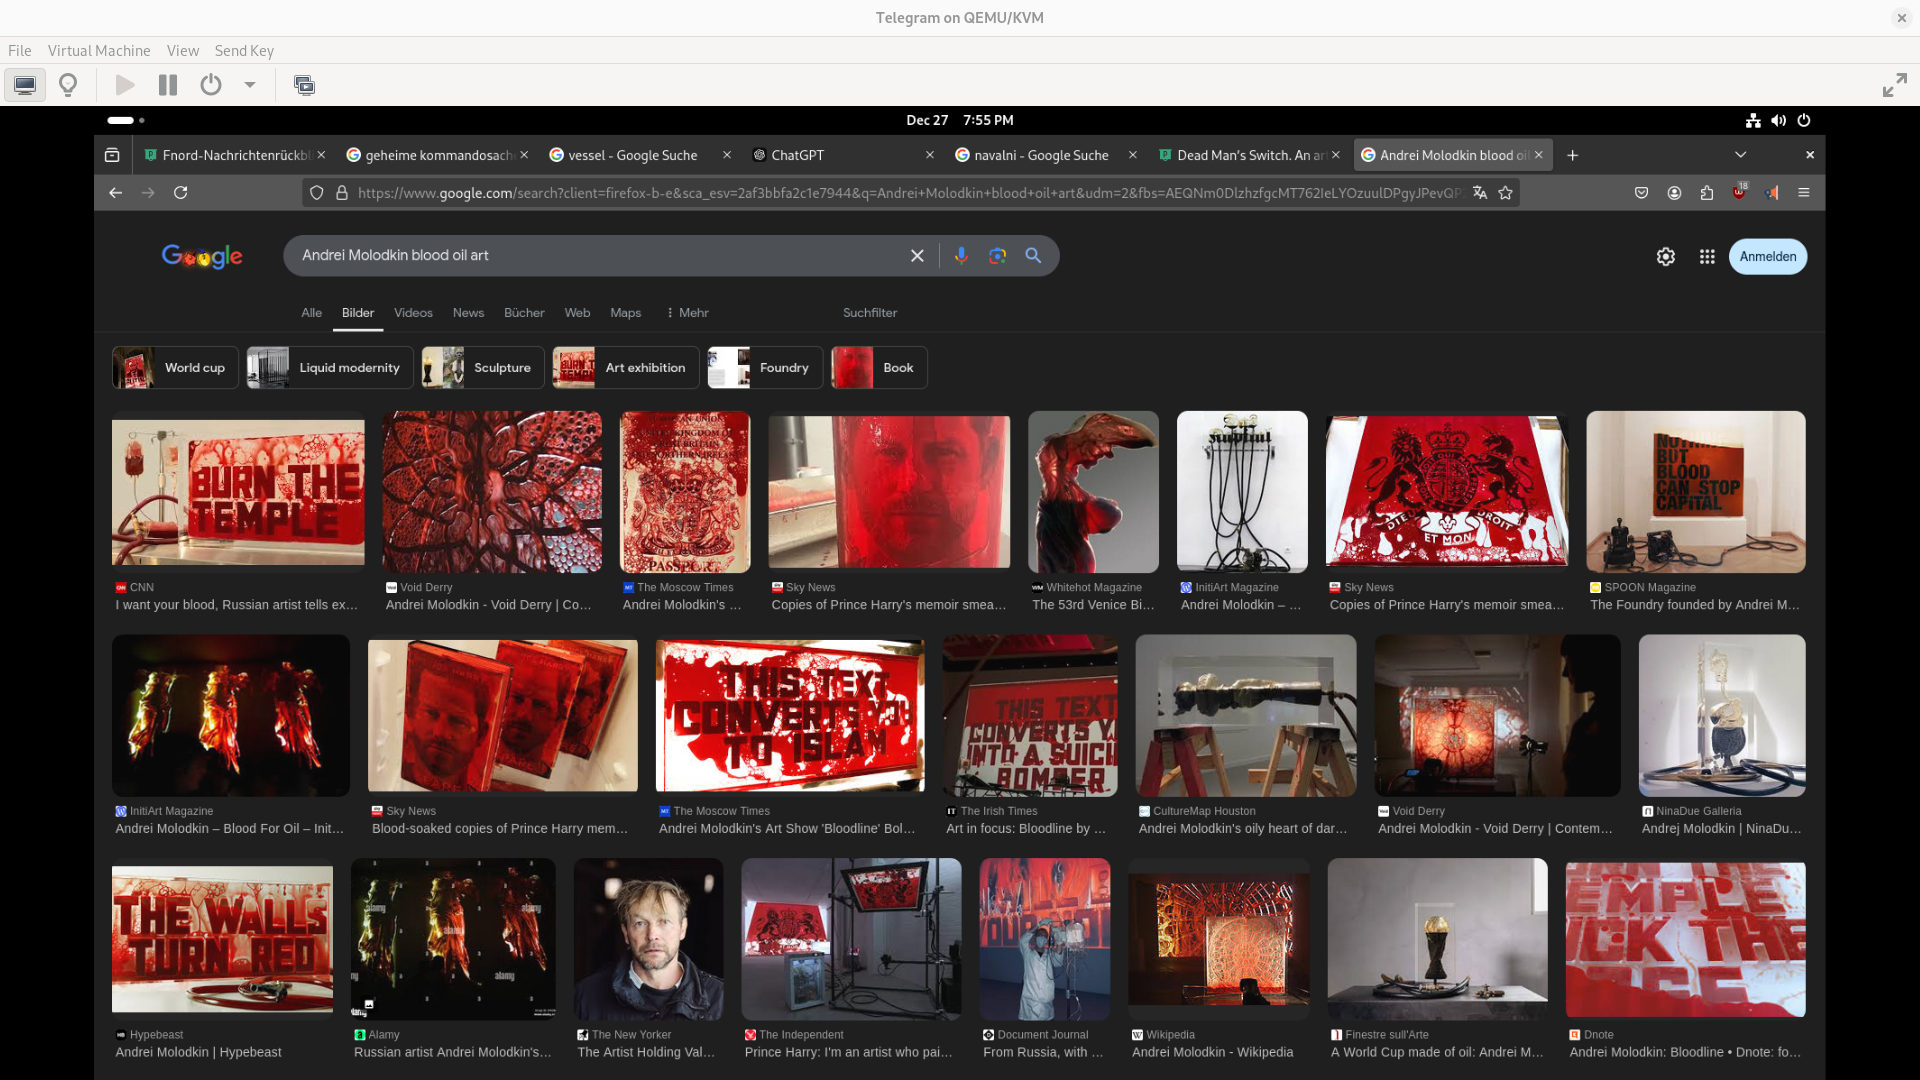 Telegram on QEMU/KVM
File Virtual Machine View Send Key
Dec 27 7:55 PM
Fnord-Nachrichtenrückbl
geheime kommandosach
vessel - Google Suche
ChatGPT
navalni - Google Suche
Dead Man's Switch. An ar
Andrei Molodkin blood oil
https://www.google.com/search?client=firefox-b-e&sca_esv=2af3bbfa2c1e7944&q=Andrei+Molodkin+blood+oil+art&udm=2&fbs=AEQNm0DlzhzfgcMT762IeLYOzuulDPgyJPevQP
18
Google
Andrei Molodkin blood oil art
Anmelden
Alle Bilder Videos News Bücher Web Maps Mehr Suchfilter
World cup
Liquid modernity
Sculpture
Art exhibition
Foundry
Book
BURN THE
TEMPLE
PASSPORT
DIEU DROIT
ET MON
NOTHING
BUT
BLOOD
CAN STOP
CAPITAL
CNN
I want your blood, Russian artist tells ex...
Void Derry
Andrei Molodkin - Void Derry | Co...
The Moscow Times
Andrei Molodkin's ...
Sky News
Copies of Prince Harry's memoir smea...
Whitehot Magazine
The 53rd Venice Bi...
InitiArt Magazine
Andrei Molodkin – ...
Sky News
Copies of Prince Harry's memoir smea...
SPOON Magazine
The Foundry founded by Andrei M...
THIS TEXT
CONVERTS YOU
TO ISLAM
THIS TEXT
CONVERTS Y
INTO A SUICI
BOMBER
InitiArt Magazine
Andrei Molodkin – Blood For Oil – Init...
Sky News
Blood-soaked copies of Prince Harry mem...
The Moscow Times
Andrei Molodkin's Art Show 'Bloodline' Bol...
The Irish Times
Art in focus: Bloodline by ...
CultureMap Houston
Andrei Molodkin's oily heart of dar...
Void Derry
Andrei Molodkin - Void Derry | Contem...
NinaDue Galleria
Andrej Molodkin | NinaDu...
THE WALLS
TURN RED
alamy
EMPLE
CK THE
ICE
Hypebeast
Andrei Molodkin | Hypebeast
Alamy
Russian artist Andrei Molodkin's...
The New Yorker
The Artist Holding Val...
The Independent
Prince Harry: I'm an artist who pai...
Document Journal
From Russia, with ...
Wikipedia
Andrei Molodkin - Wikipedia
Finestre sull'Arte
A World Cup made of oil: Andrei M...
Dnote
Andrei Molodkin: Bloodline • Dnote: fo...